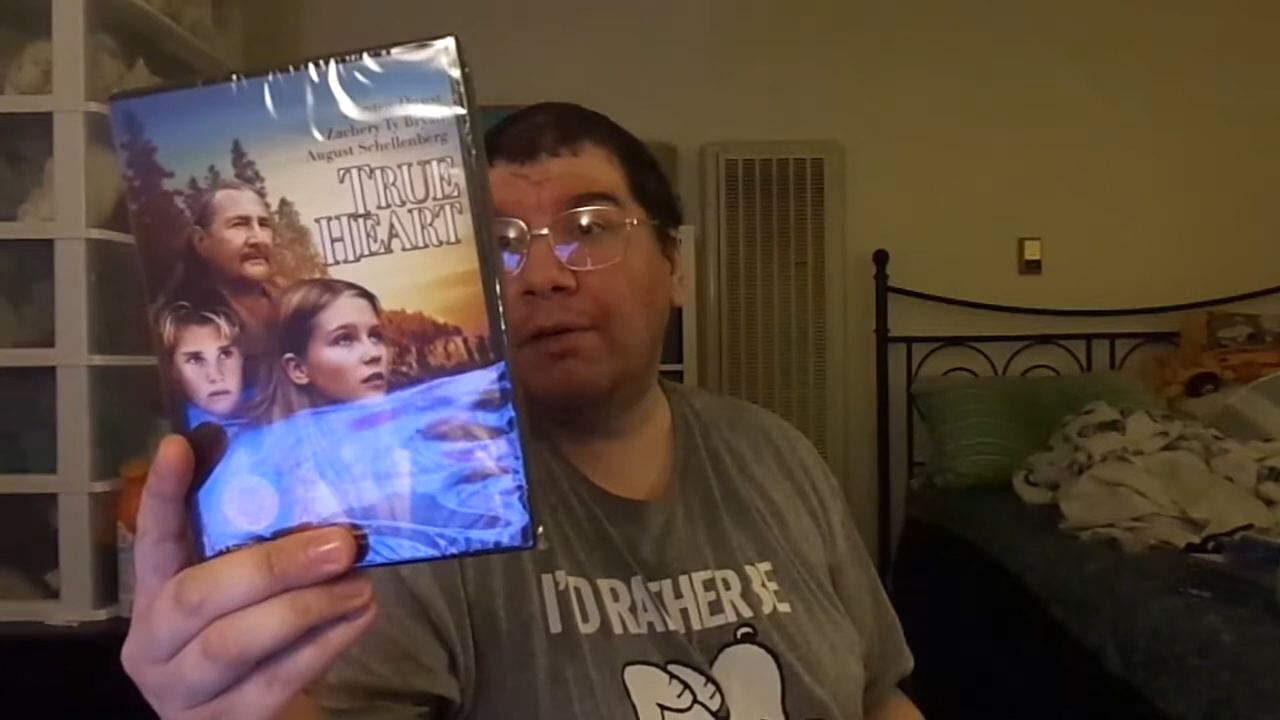 Zachery Ty Bryan
August Schellenberg
TRUE
HEART
I'D RATHER BE